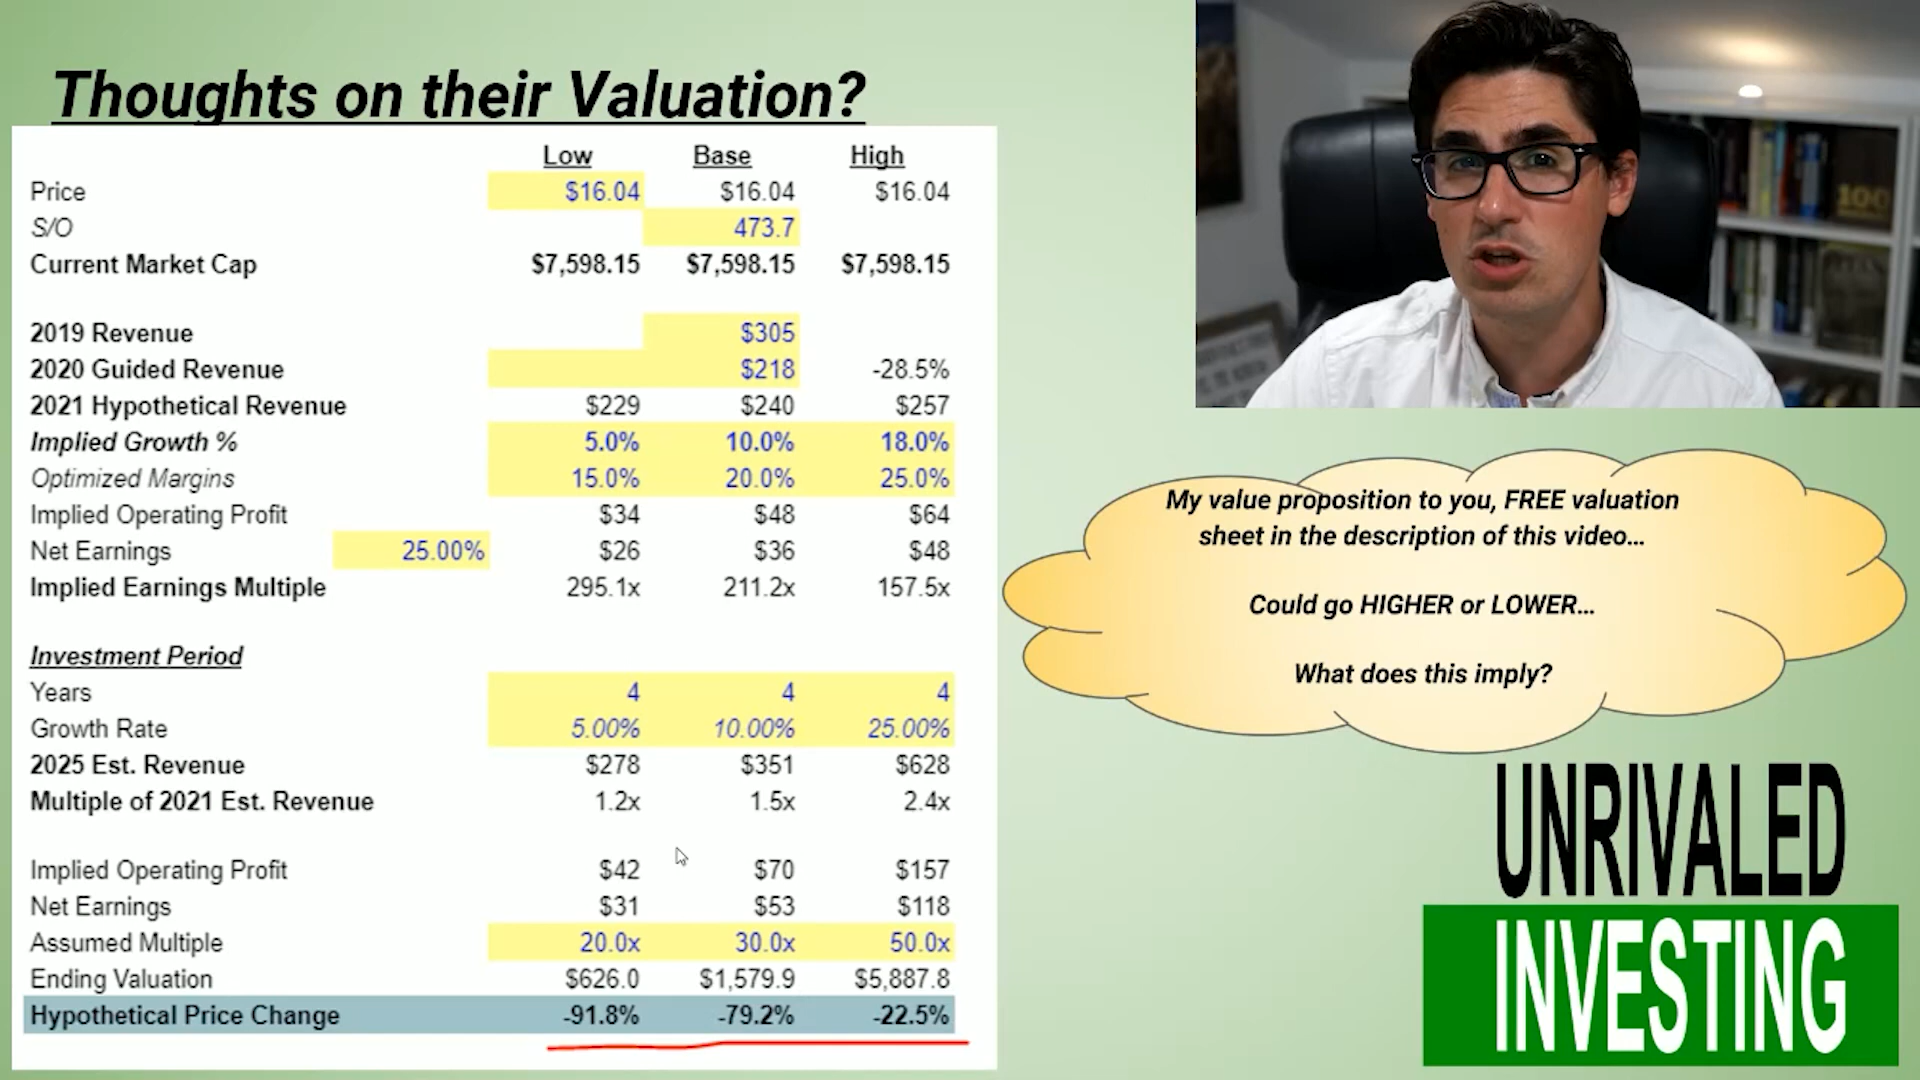 Thoughts on their Valuation?
Low Base High
Price $16.04 $16.04 $16.04
S/O 473.7
Current Market Cap $7,598.15 $7,598.15 $7,598.15
2019 Revenue $305
2020 Guided Revenue $218 -28.5%
2021 Hypothetical Revenue $229 $240 $257
Implied Growth % 5.0% 10.0% 18.0%
Optimized Margins 15.0% 20.0% 25.0%
Implied Operating Profit $34 $48 $64
Net Earnings 25.00% $26 $36 $48
Implied Earnings Multiple 295.1x 211.2x 157.5x
Investment Period
Years 4 4 4
Growth Rate 5.00% 10.00% 25.00%
2025 Est. Revenue $278 $351 $628
Multiple of 2021 Est. Revenue 1.2x 1.5x 2.4x
Implied Operating Profit $42 $70 $157
Net Earnings $31 $53 $118
Assumed Multiple 20.0x 30.0x 50.0x
Ending Valuation $626.0 $1,579.9 $5,887.8
Hypothetical Price Change -91.8% -79.2% -22.5%
100
My value proposition to you, FREE valuation
sheet in the description of this video...
Could go HIGHER or LOWER...
What does this imply?
UNRIVALED
INVESTING